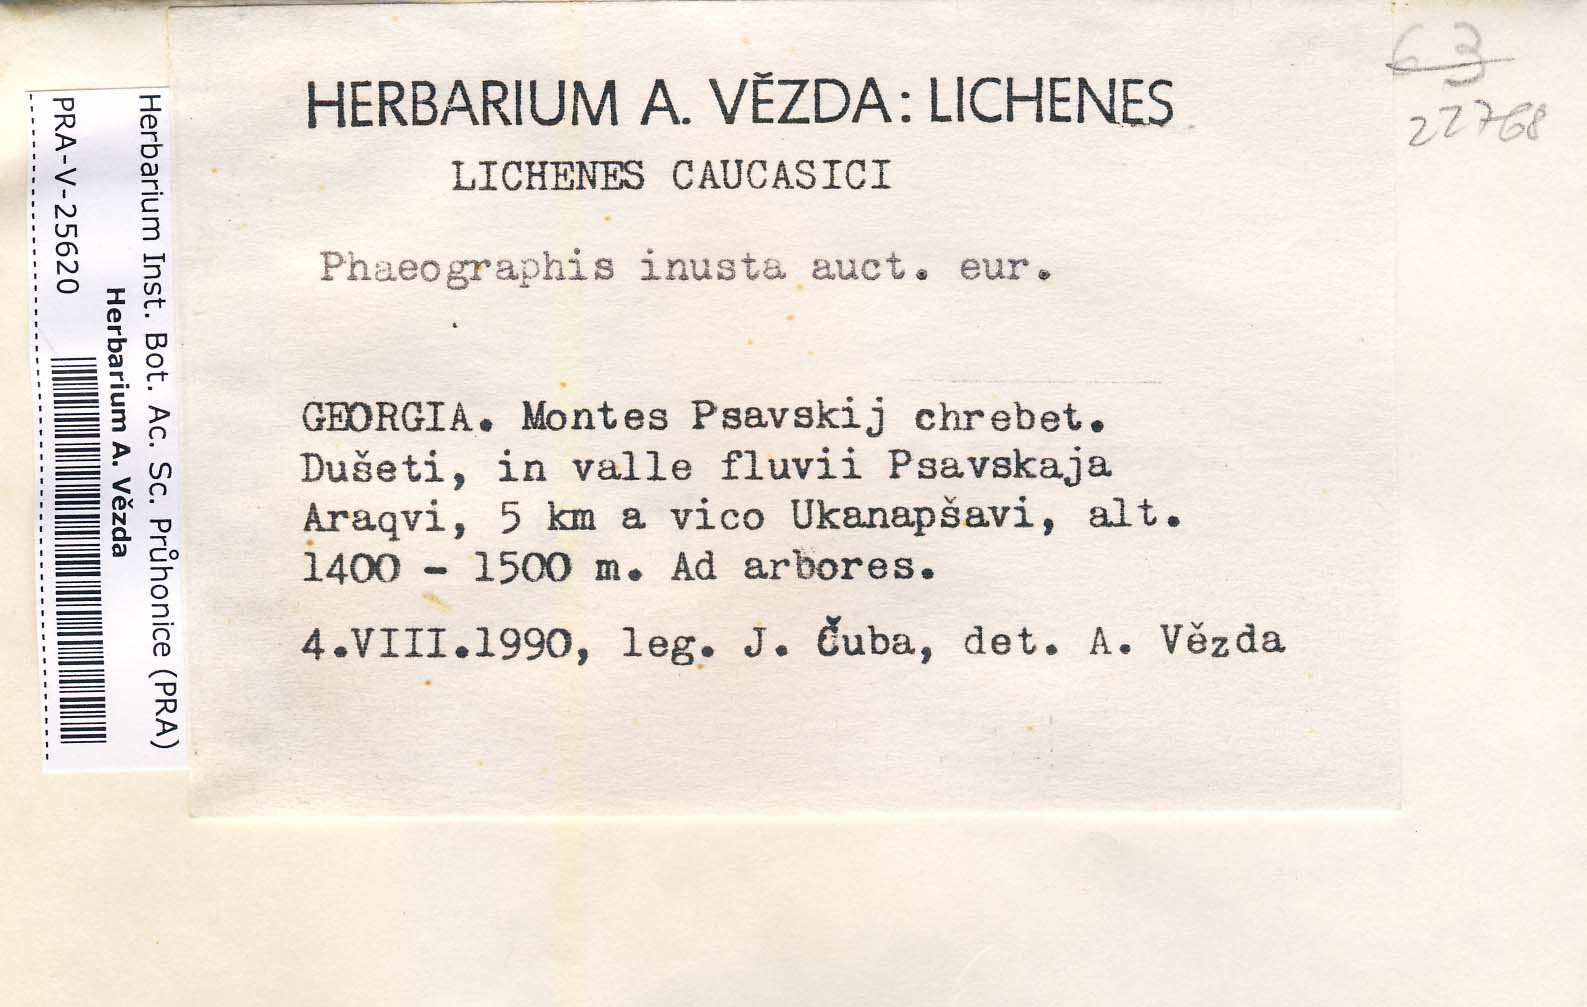 HERBARIUM A. VĚZDA: LICHENES
LICHENES CAUCASICI
Phaeographis inusta auct. eur.
GEORGIA. Montes Psavskij chrebet.
Dušeti, in valle fluvii Psavskaja
Araqvi, 5 km a vico Ukanapšavi, alt.
1400 - 1500 m. Ad arbores.
4.VIII.1990, leg. J. Čuba, det. A. Vězda
63
22768
Herbarium Inst. Bot. Ac. Sc. Průhonice (PRA)
Herbarium A. Vězda
PRA-V-25620